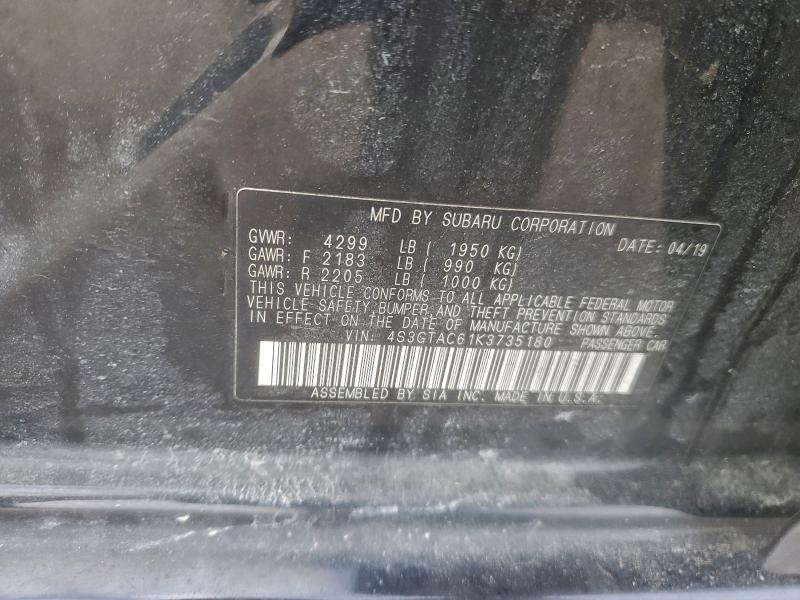 MFD BY SUBARU CORPORATION
GVWR: 4299 LB ( 1950 KG) DATE: 04/19
GAWR: F 2183 LB ( 990 KG)
GAWR: R 2205 LB ( 1000 KG)
THIS VEHICLE CONFORMS TO ALL APPLICABLE FEDERAL MOTOR
VEHICLE SAFETY, BUMPER, AND THEFT PREVENTION STANDARDS
IN EFFECT ON THE DATE OF MANUFACTURE SHOWN ABOVE.
VIN: 4S3GTAC61K3735180 PASSENGER CAR
ASSEMBLED BY SIA INC. MADE IN U.S.A.